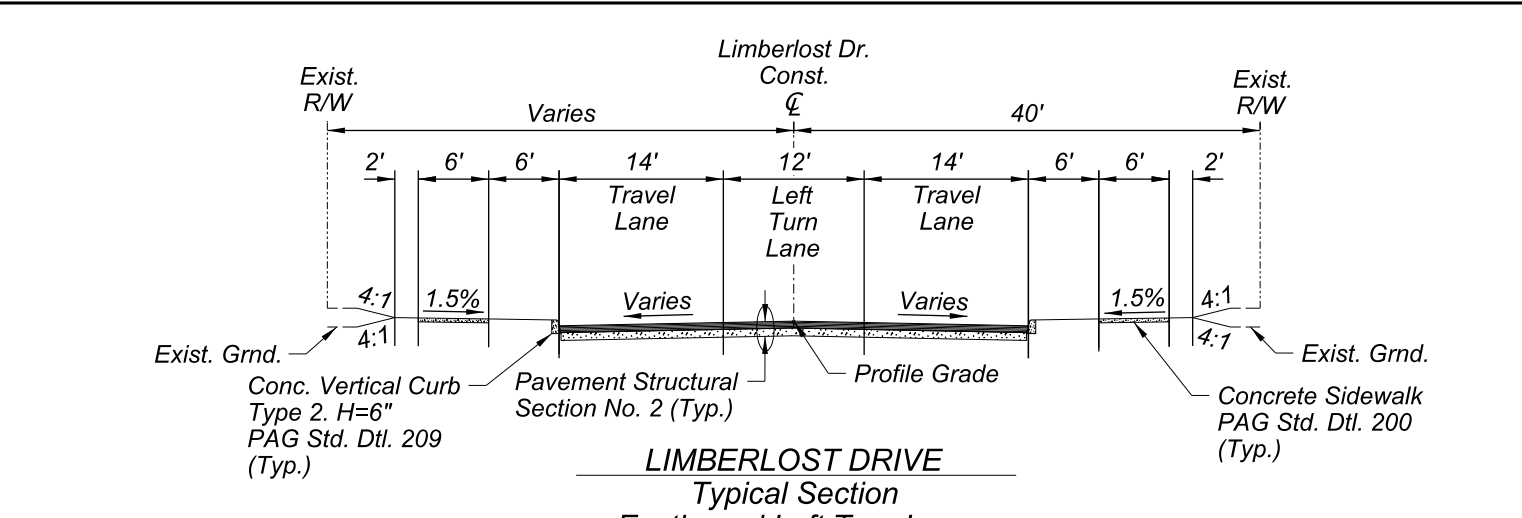 Limberlost Dr.
Const.
℄
Exist.
R/W
Exist.
R/W
Varies
40'
2'
6'
6'
14'
12'
14'
6'
6'
2'
Travel
Lane
Left
Turn
Lane
Travel
Lane
4:1
1.5%
Varies
Varies
1.5%
4:1
4:1
4:1
Exist. Grnd.
Exist. Grnd.
Conc. Vertical Curb
Type 2. H=6"
PAG Std. Dtl. 209
(Typ.)
Pavement Structural
Section No. 2 (Typ.)
Profile Grade
Concrete Sidewalk
PAG Std. Dtl. 200
(Typ.)
LIMBERLOST DRIVE
Typical Section